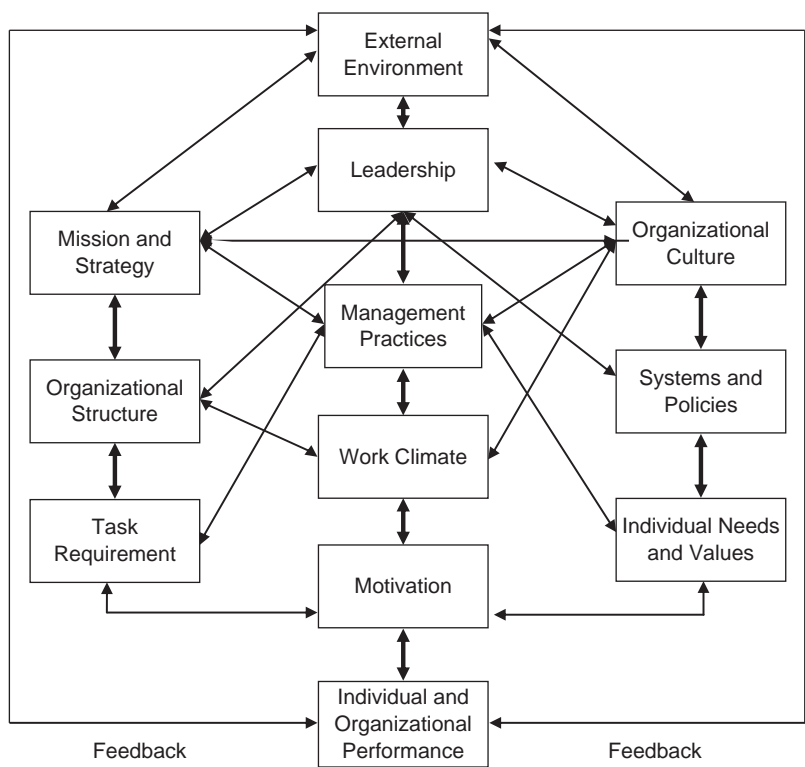 External
Environment
Leadership
Mission and
Strategy
Organizational
Culture
Management
Practices
Organizational
Structure
Systems and
Policies
Work Climate
Task
Requirement
Individual Needs
and Values
Motivation
Individual and
Organizational
Performance
Feedback
Feedback